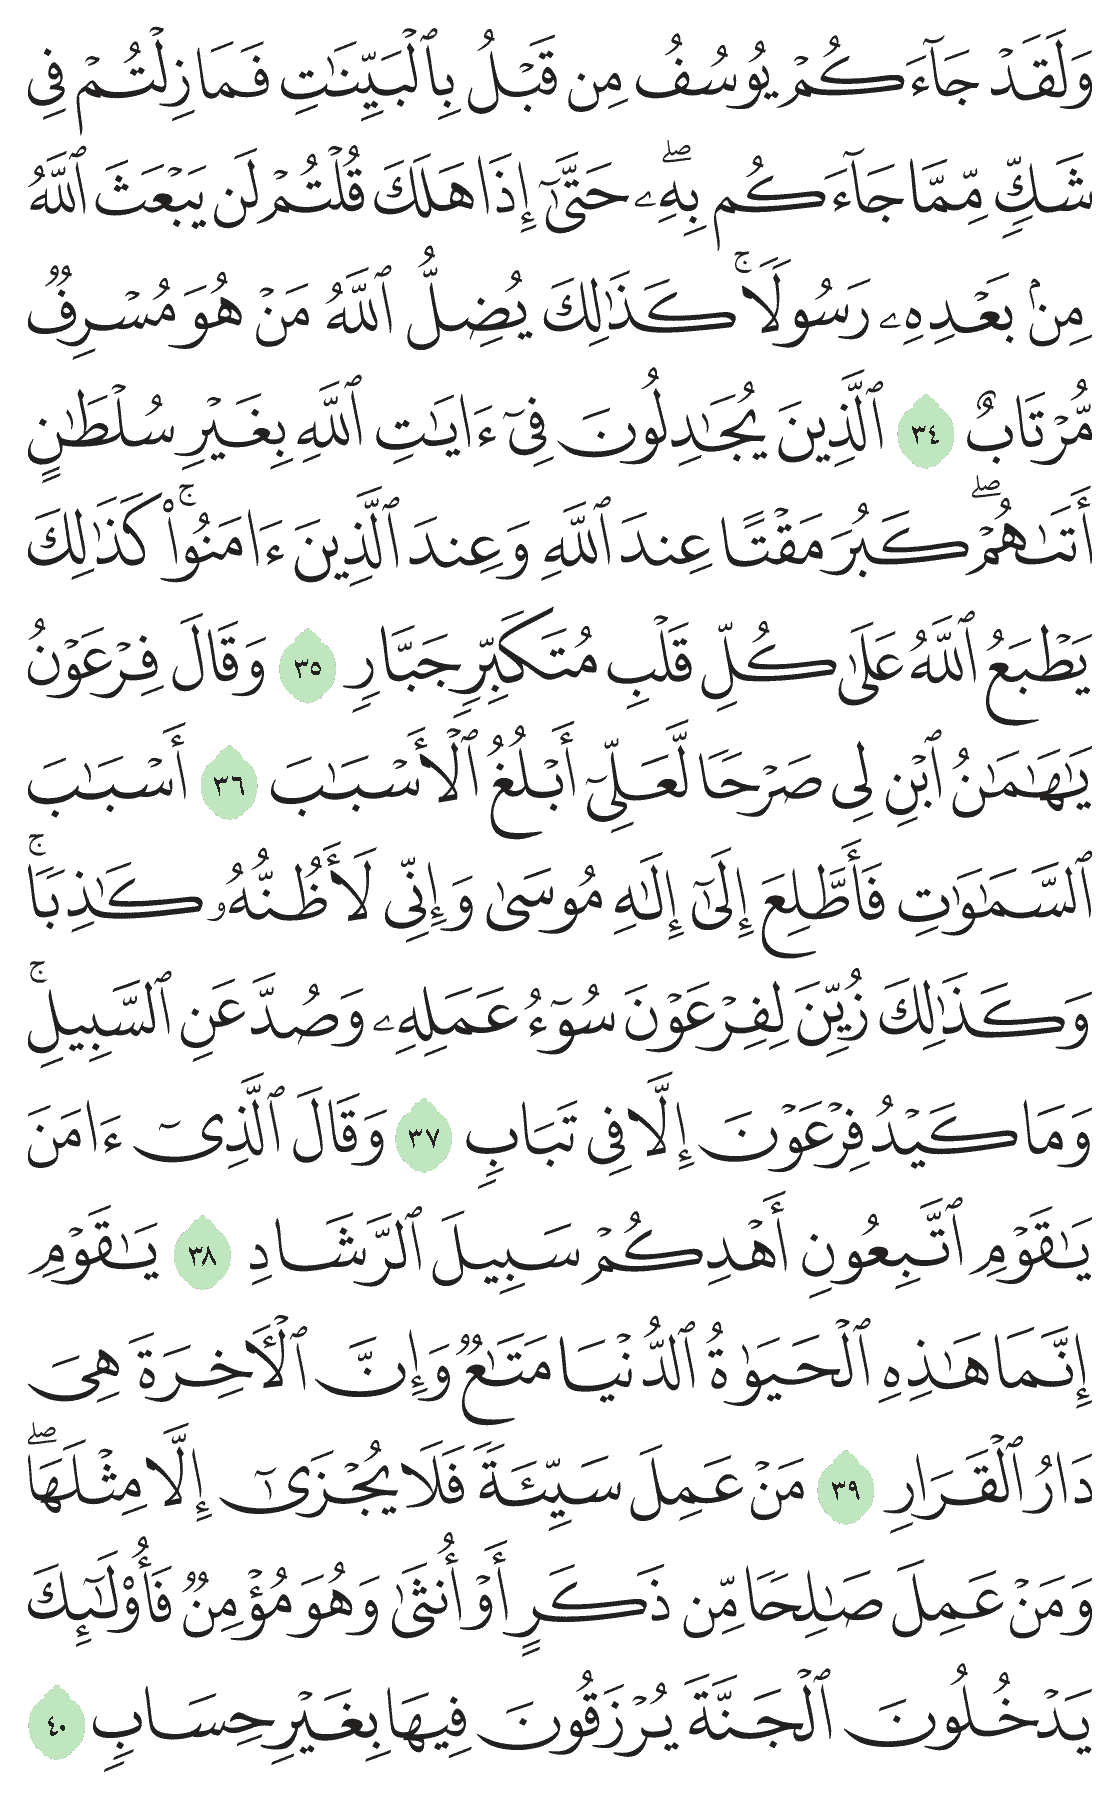 وَلَقَدْ جَآءَكُمْ يُوسُفُ مِن قَبْلُ بِٱلْبَيِّنَٰتِ فَمَا زِلْتُمْ فِى
شَكٍّ مِّمَّا جَآءَكُم بِهِۦ ۖ حَتَّىٰٓ إِذَا هَلَكَ قُلْتُمْ لَن يَبْعَثَ ٱللَّهُ
مِنۢ بَعْدِهِۦ رَسُولًا ۚ كَذَٰلِكَ يُضِلُّ ٱللَّهُ مَنْ هُوَ مُسْرِفٌ
مُّرْتَابٌ ٣٤ ٱلَّذِينَ يُجَٰدِلُونَ فِىٓ ءَايَٰتِ ٱللَّهِ بِغَيْرِ سُلْطَٰنٍ
أَتَىٰهُمْ ۖ كَبُرَ مَقْتًا عِندَ ٱللَّهِ وَعِندَ ٱلَّذِينَ ءَامَنُوا۟ ۚ كَذَٰلِكَ
يَطْبَعُ ٱللَّهُ عَلَىٰ كُلِّ قَلْبِ مُتَكَبِّرٍ جَبَّارٍ ٣٥ وَقَالَ فِرْعَوْنُ
يَٰهَٰمَٰنُ ٱبْنِ لِى صَرْحًا لَّعَلِّىٓ أَبْلُغُ ٱلْأَسْبَٰبَ ٣٦ أَسْبَٰبَ
ٱلسَّمَٰوَٰتِ فَأَطَّلِعَ إِلَىٰٓ إِلَٰهِ مُوسَىٰ وَإِنِّى لَأَظُنُّهُۥ كَٰذِبًا ۚ
وَكَذَٰلِكَ زُيِّنَ لِفِرْعَوْنَ سُوٓءُ عَمَلِهِۦ وَصُدَّ عَنِ ٱلسَّبِيلِ ۚ
وَمَا كَيْدُ فِرْعَوْنَ إِلَّا فِى تَبَابٍ ٣٧ وَقَالَ ٱلَّذِىٓ ءَامَنَ
يَٰقَوْمِ ٱتَّبِعُونِ أَهْدِكُمْ سَبِيلَ ٱلرَّشَادِ ٣٨ يَٰقَوْمِ
إِنَّمَا هَٰذِهِ ٱلْحَيَوٰةُ ٱلدُّنْيَا مَتَٰعٌ وَإِنَّ ٱلْءَاخِرَةَ هِىَ
دَارُ ٱلْقَرَارِ ٣٩ مَنْ عَمِلَ سَيِّئَةً فَلَا يُجْزَىٰٓ إِلَّا مِثْلَهَا ۖ
وَمَنْ عَمِلَ صَٰلِحًا مِّن ذَكَرٍ أَوْ أُنثَىٰ وَهُوَ مُؤْمِنٌ فَأُو۟لَٰٓئِكَ
يَدْخُلُونَ ٱلْجَنَّةَ يُرْزَقُونَ فِيهَا بِغَيْرِ حِسَابٍ ٤٠